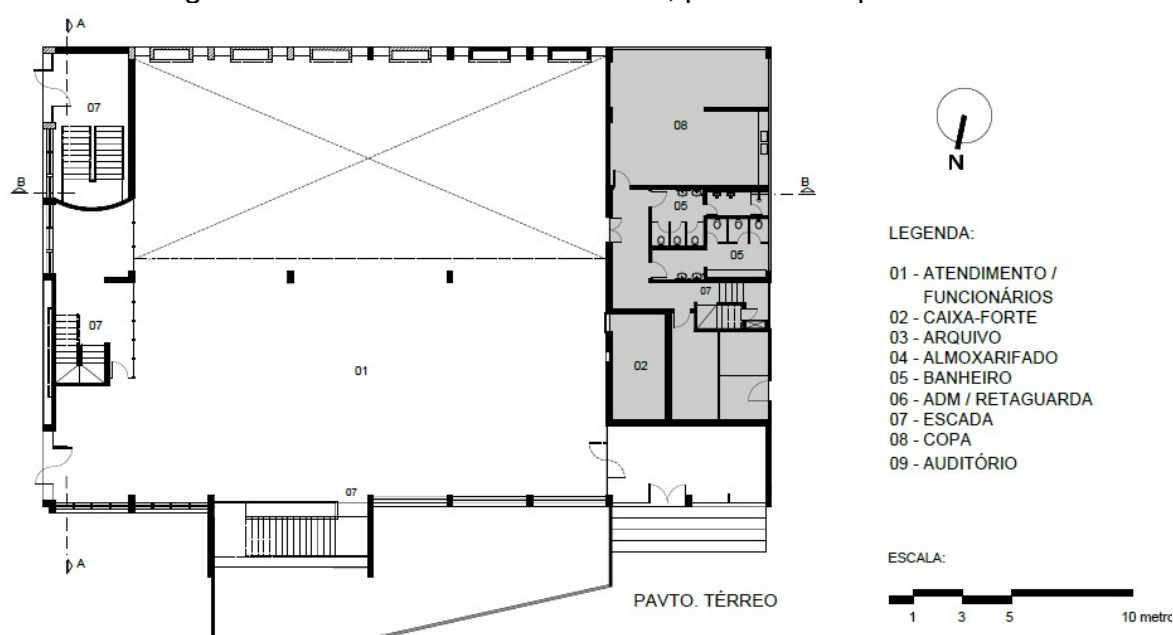 A
07
08
B
B
05
N
05
LEGENDA:
01 - ATENDIMENTO /
FUNCIONÁRIOS
02 - CAIXA-FORTE
03 - ARQUIVO
04 - ALMOXARIFADO
05 - BANHEIRO
06 - ADM / RETAGUARDA
07 - ESCADA
08 - COPA
09 - AUDITÓRIO
07
07
01
02
07
A
PAVTO. TÉRREO
ESCALA:
1 3 5 10 metro